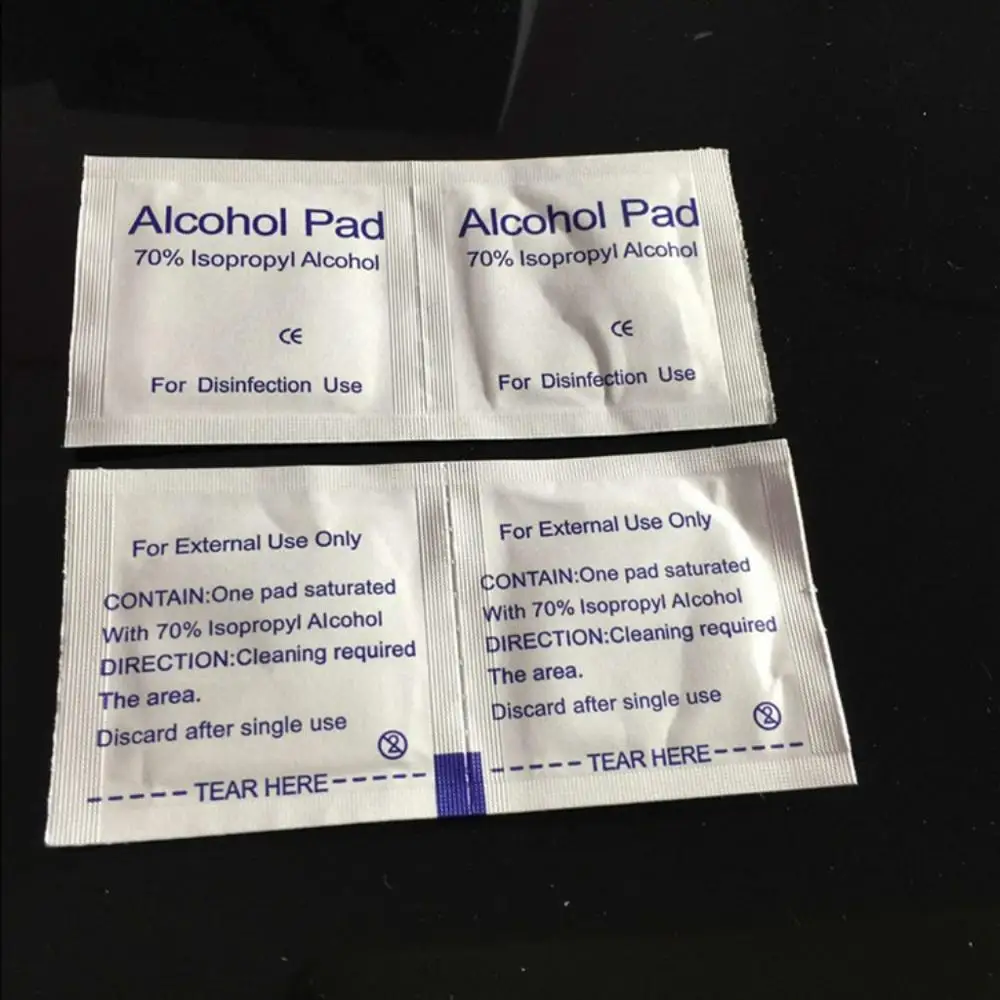 Alcohol Pad
70% Isopropyl Alcohol
CE
For Disinfection Use
Alcohol Pad
70% Isopropyl Alcohol
CE
For Disinfection Use
For External Use Only
CONTAIN:One pad saturated
With 70% Isopropyl Alcohol
DIRECTION:Cleaning required
The area.
Discard after single use
2
TEAR HERE
For External Use Only
CONTAIN:One pad saturated
With 70% Isopropyl Alcohol
DIRECTION:Cleaning required
The area.
Discard after single use
2
TEAR HERE